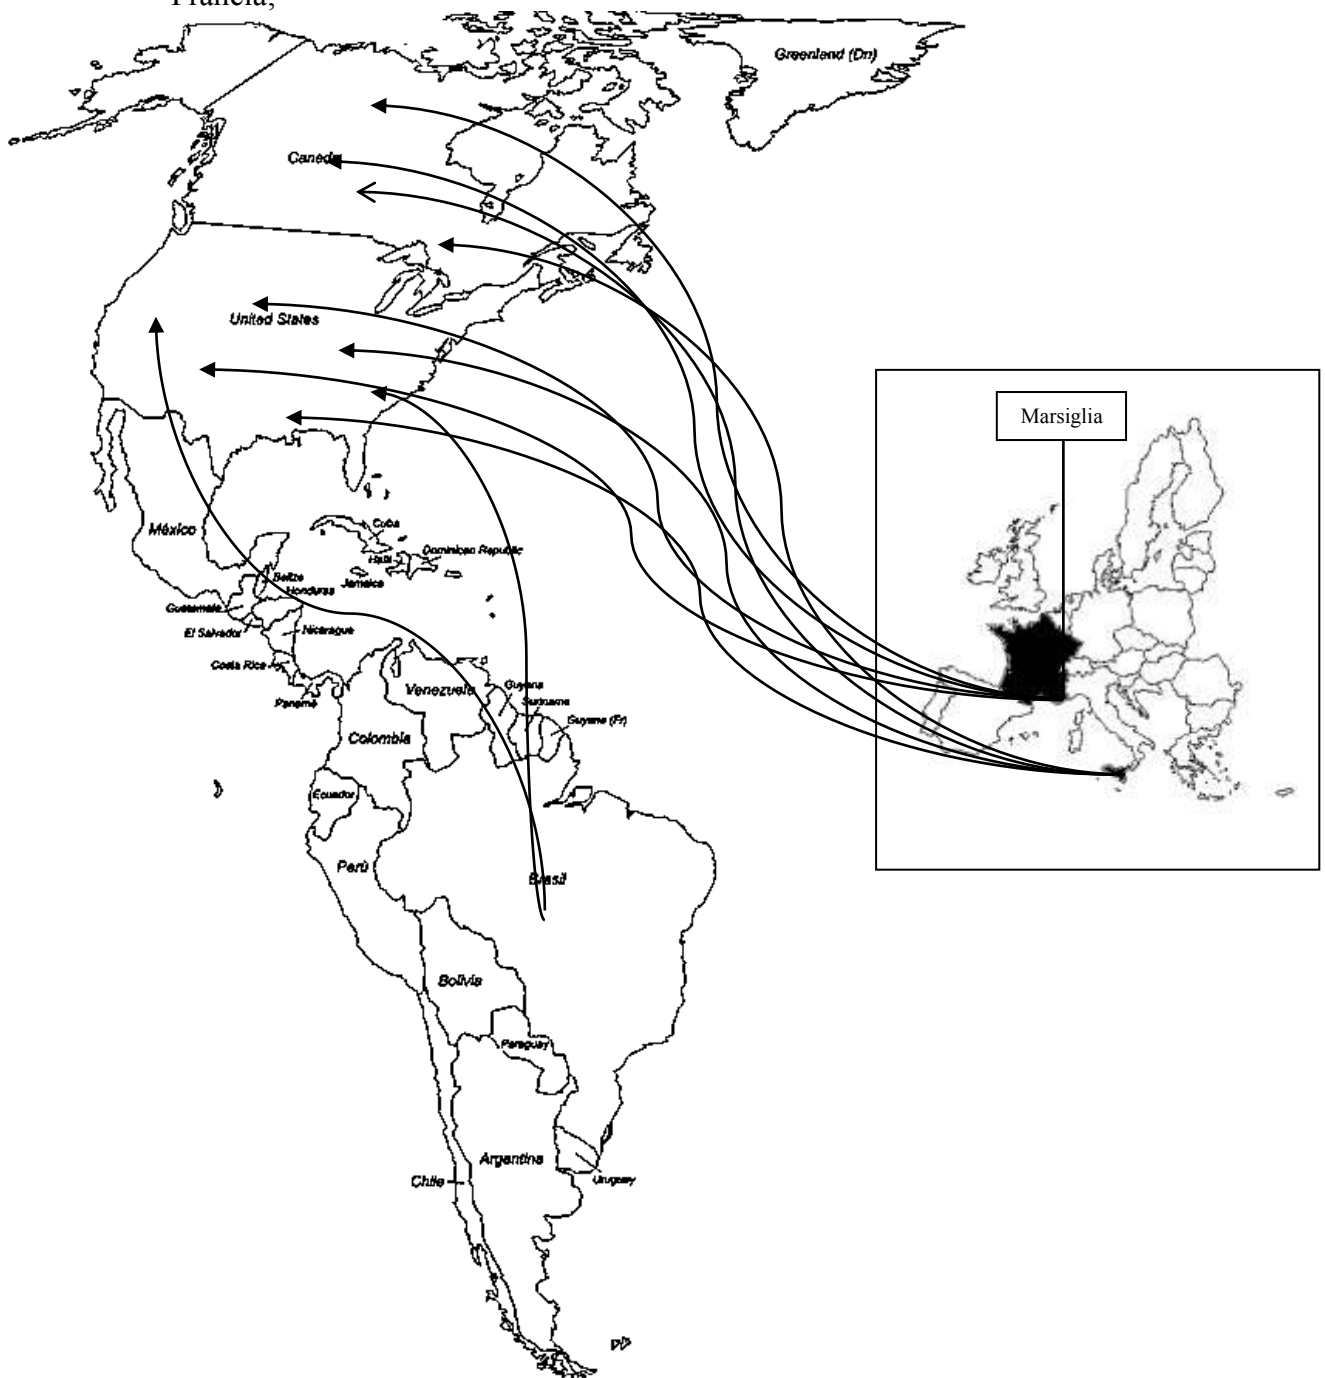 Francia,
Greenland (Dn)
Canada
United States
Marsiglia
México
Cuba
Dominican Republic
Haiti
Jamaica
Belize
Honduras
Guatemala
El Salvador
Nicaragua
Costa Rica
Panamá
Venezuela
Guyana
Suriname
Guyane (Fr)
Colombia
Ecuador
Perú
Brasil
Bolivia
Paraguay
Argentina
Chile
Uruguay